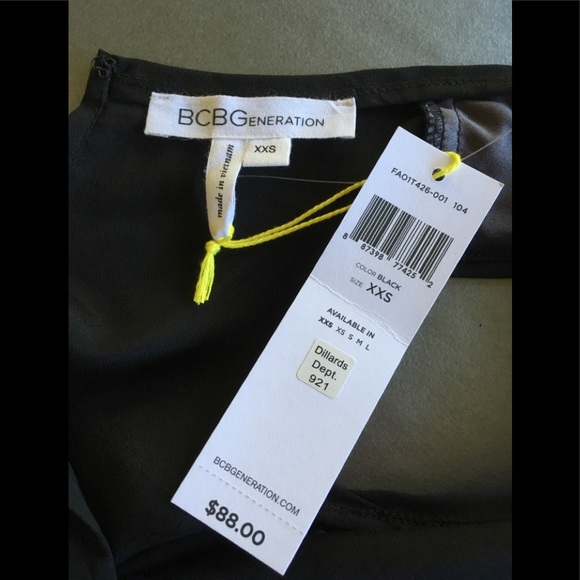 BCBGENERATION
XXS
made in vietnam
FA01T426-001 104
8 87398 77425 2
COLOR BLACK
SIZE XXS
AVAILABLE IN
XXS XS S M L
Dillards
Dept.
921
BCBGENERATION.COM
$88.00